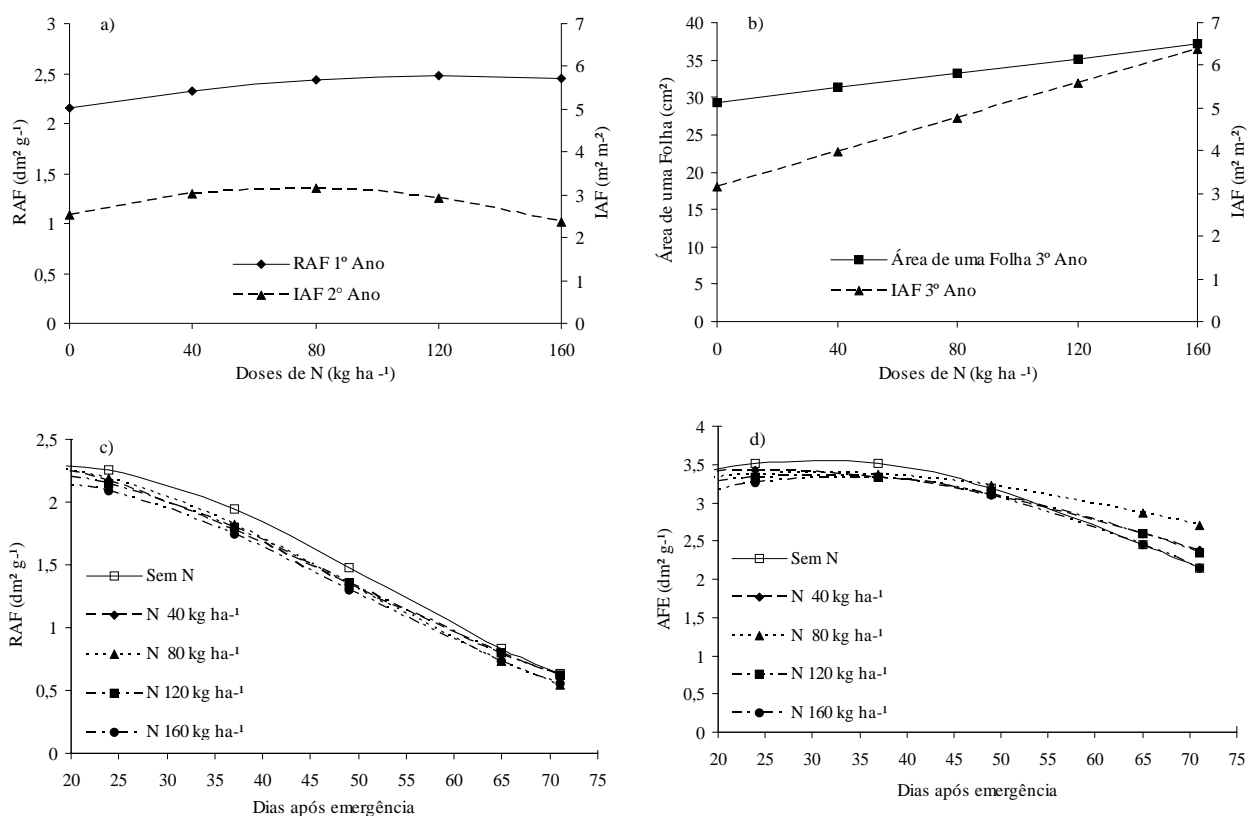 a)
3
2,5
2
1,5
1
0,5
0
RAF (dm² g-¹)
7
6
5
4
3
2
1
0
IAF (m² m-²)
RAF 1º Ano
IAF 2° Ano
0 40 80 120 160
Doses de N (kg ha -¹)
b)
40
35
30
25
20
15
10
5
0
Área de uma Folha (cm²)
7
6
5
4
3
2
1
0
IAF (m² m-²)
Área de uma Folha 3º Ano
IAF 3º Ano
0 40 80 120 160
Doses de N (kg ha -¹)
c)
2,5
2
1,5
1
0,5
0
RAF (dm² g-¹)
Sem N
N 40 kg ha-¹
N 80 kg ha-¹
N 120 kg ha-¹
N 160 kg ha-¹
20 25 30 35 40 45 50 55 60 65 70 75
Dias após emergência
d)
4
3,5
3
2,5
2
1,5
1
0,5
0
AFE (dm² g-¹)
Sem N
N 40 kg ha-¹
N 80 kg ha-¹
N 120 kg ha-¹
N 160 kg ha-¹
20 25 30 35 40 45 50 55 60 65 70 75
Dias após emergência